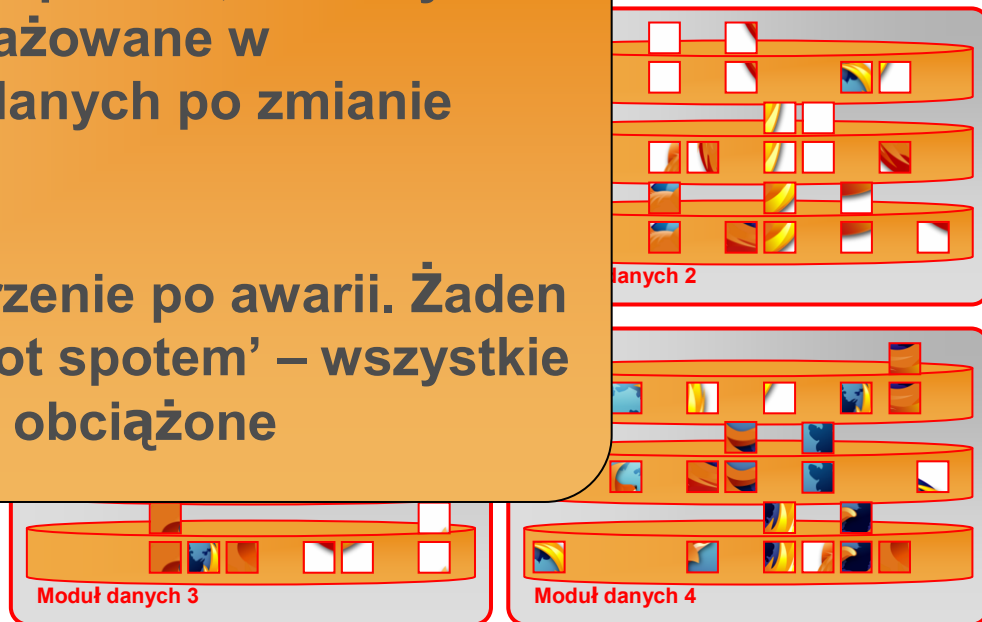 ażowane w
danych po zmianie
rzenie po awarii. Żaden
ot spotem’ – wszystkie
obciążone
danych 2
Moduł danych 3
Moduł danych 4